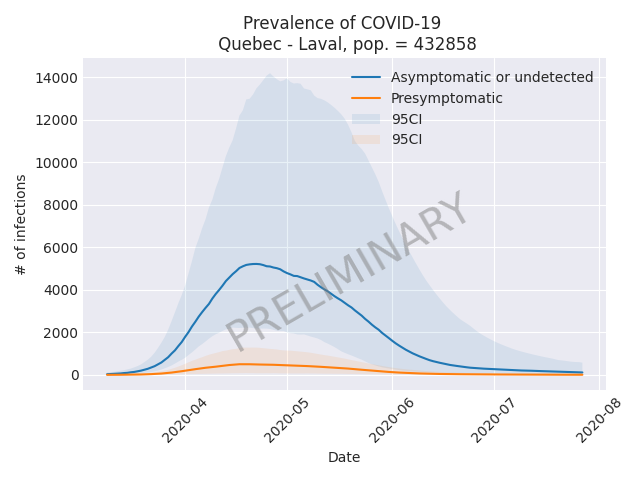 Prevalence of COVID-19
Quebec - Laval, pop. = 432858
14000
12000
10000
8000
6000
4000
2000
0
# of infections
Asymptomatic or undetected
Presymptomatic
95CI
95CI
PRELIMINARY
2020-04
2020-05
2020-06
2020-07
2020-08
Date